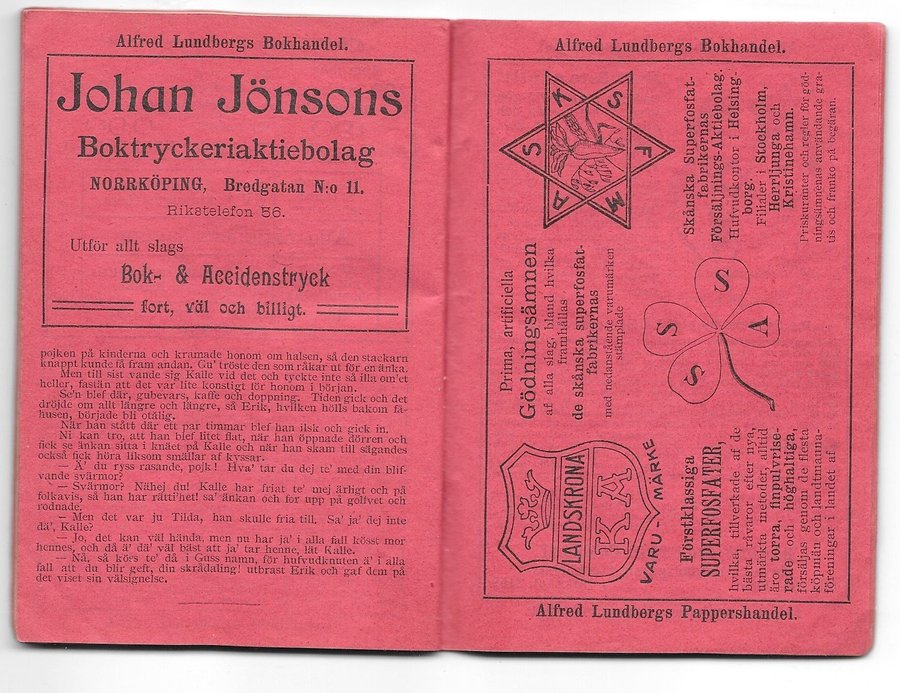 Alfred Lundbergs Bokhandel.
Johan Jönsons
Boktryckeriaktiebolag
NORRKÖPING, Bredgatan N:o 11.
Rikstelefon 56.
Utför allt slags
Bok- & Accidenstryck
fort, väl och billigt.
pojken på kinderna och kramade honom om halsen, så den stackarn
knappt kunde få fram andan. Gu' tröste den som råkar ut för en änka.
Men till sist vande sig Kalle vid det och tyckte inte så illa om'et
heller, fastän att det var lite konstigt för honom i början.
Se'n blef där, gubevars, kaffe och doppning. Tiden gick och det
dröjde om allt längre och längre, så Erik, hvilken hölls bakom fä-
husen, började bli otålig.
När han stått där ett par timmar blef han ilsk och gick in.
Ni kan tro, att han blef litet flat, när han öppnade dörren och
fick se änkan sitta i knäet på Kalle och när han skam till sägandes
också fick höra liksom smällar af kyssar.
— Ä' du ryss rasande, pojk! Hva' tar du dej te' med din blif-
vande svärmor?
— Svärmor? Nähej du! Kalle har friat te' mej ärligt och på
folkavis, så han har rätti'het! sa' änkan och for upp på golfvet och
rodnade.
— Men det var ju Tilda, han skulle fria till. Sa' ja' dej inte
dä', Kalle?
— Jo, det kan väl hända, men nu har ja' i alla fall kösst mor
hennes, och då ä' dä' väl bäst att ja' tar henne, lät Kalle.
— Nå, så körs te' då i Guss namn, för hufvudknuten ä' i alla
fall att du blir geft, din skrådaling! utbrast Erik och gaf dem på
det viset sin välsignelse.
Alfred Lundbergs Bokhandel.
Prima, artificiella
Gödningsämnen
af alla slag, bland hvilka
framhållas
de skånska superfosfat-
fabrikernas
med nedanstående varumärken
stämplade
S K S F M A
Skånska Superfosfat-
fabrikernas
Försäljnings-Aktiebolag.
Hufvudkontor i Helsing-
borg.
Filialer i Stockholm,
Herrljunga och
Kristinehamn.
Priskuranter och regler för göd-
ningsämnenas användande gra-
tis och franko på begäran.
S S A S
LANDSKRONA
KA
VARU-MÄRKE
Förstklassiga
SUPERFOSFATER,
hvilka, tillverkade af de
bästa råvaror efter nya,
utmärkta metoder, alltid
äro torra, finpulvrise-
rade och höghaltiga,
försäljas genom de flesta
köpmän och landtmanna-
föreningar i landet af
Alfred Lundbergs Pappershandel.